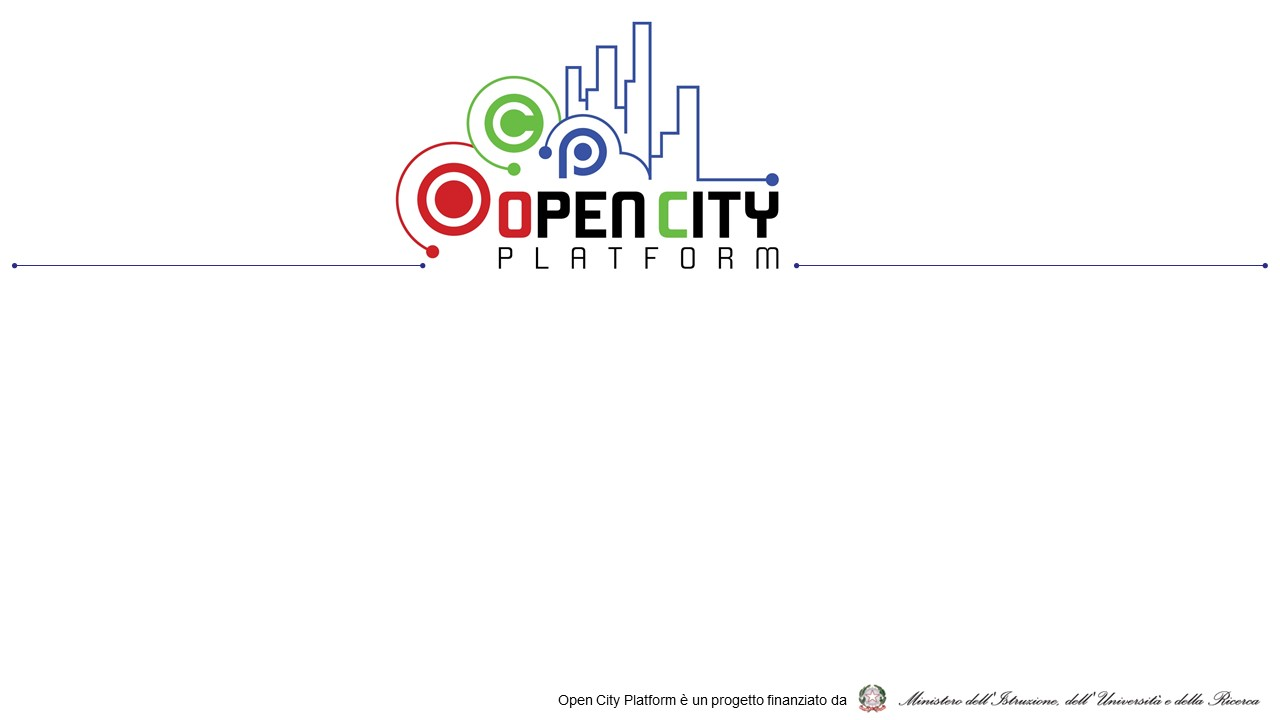 C
P
O
OPEN CITY
PLATFORM
Open City Platform è un progetto finanziato da Ministero dell'Istruzione, dell'Università e della Ricerca